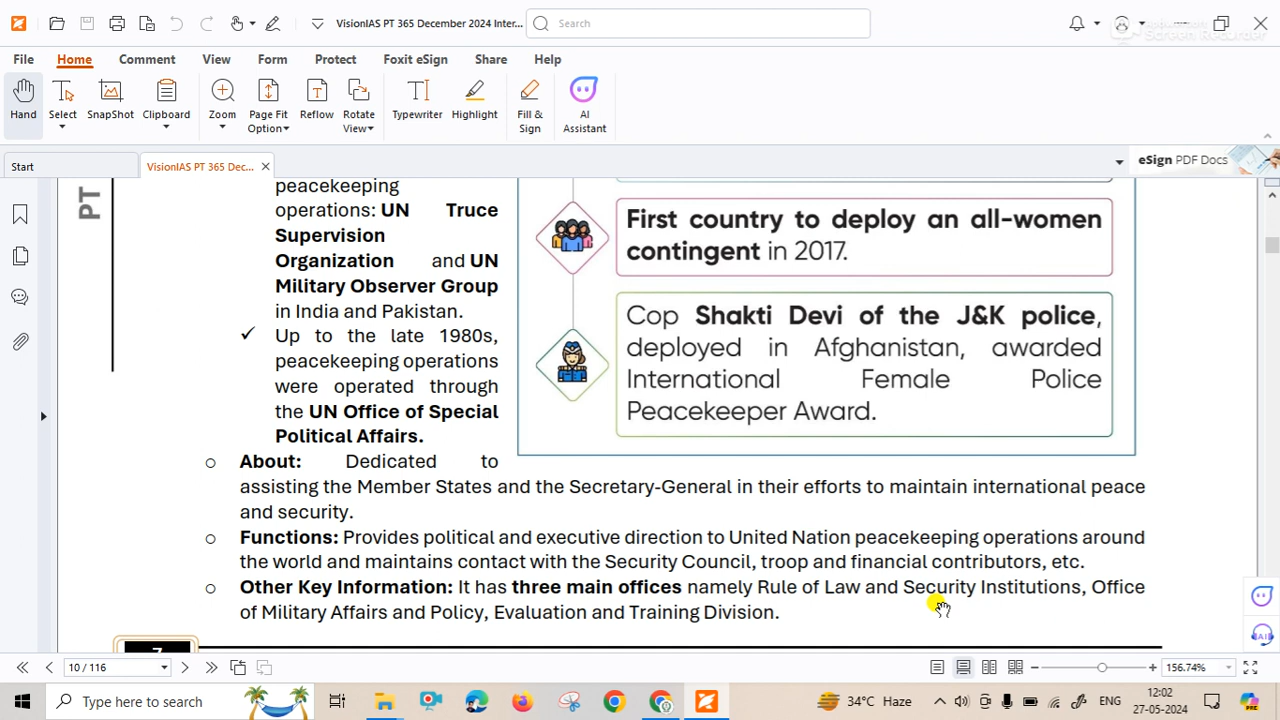 VisionIAS PT 365 December 2024 Inter...
Search
File Home Comment View Form Protect Foxit eSign Share Help
Hand Select SnapShot Clipboard Zoom Page Fit Option Reflow Rotate View Typewriter Highlight Fill & Sign AI Assistant
Start
VisionIAS PT 365 Dec...
eSign PDF Docs
PT
peacekeeping
operations: UN Truce
Supervision
Organization and UN
Military Observer Group
in India and Pakistan.
✓ Up to the late 1980s,
peacekeeping operations
were operated through
the UN Office of Special
Political Affairs.
First country to deploy an all-women
contingent in 2017.
Cop Shakti Devi of the J&K police,
deployed in Afghanistan, awarded
International Female Police
Peacekeeper Award.
o About: Dedicated to
assisting the Member States and the Secretary-General in their efforts to maintain international peace
and security.
o Functions: Provides political and executive direction to United Nation peacekeeping operations around
the world and maintains contact with the Security Council, troop and financial contributors, etc.
o Other Key Information: It has three main offices namely Rule of Law and Security Institutions, Office
of Military Affairs and Policy, Evaluation and Training Division.
7
10 / 116
156.74%
Type here to search
34°C Haze
ENG
12:02
27-05-2024